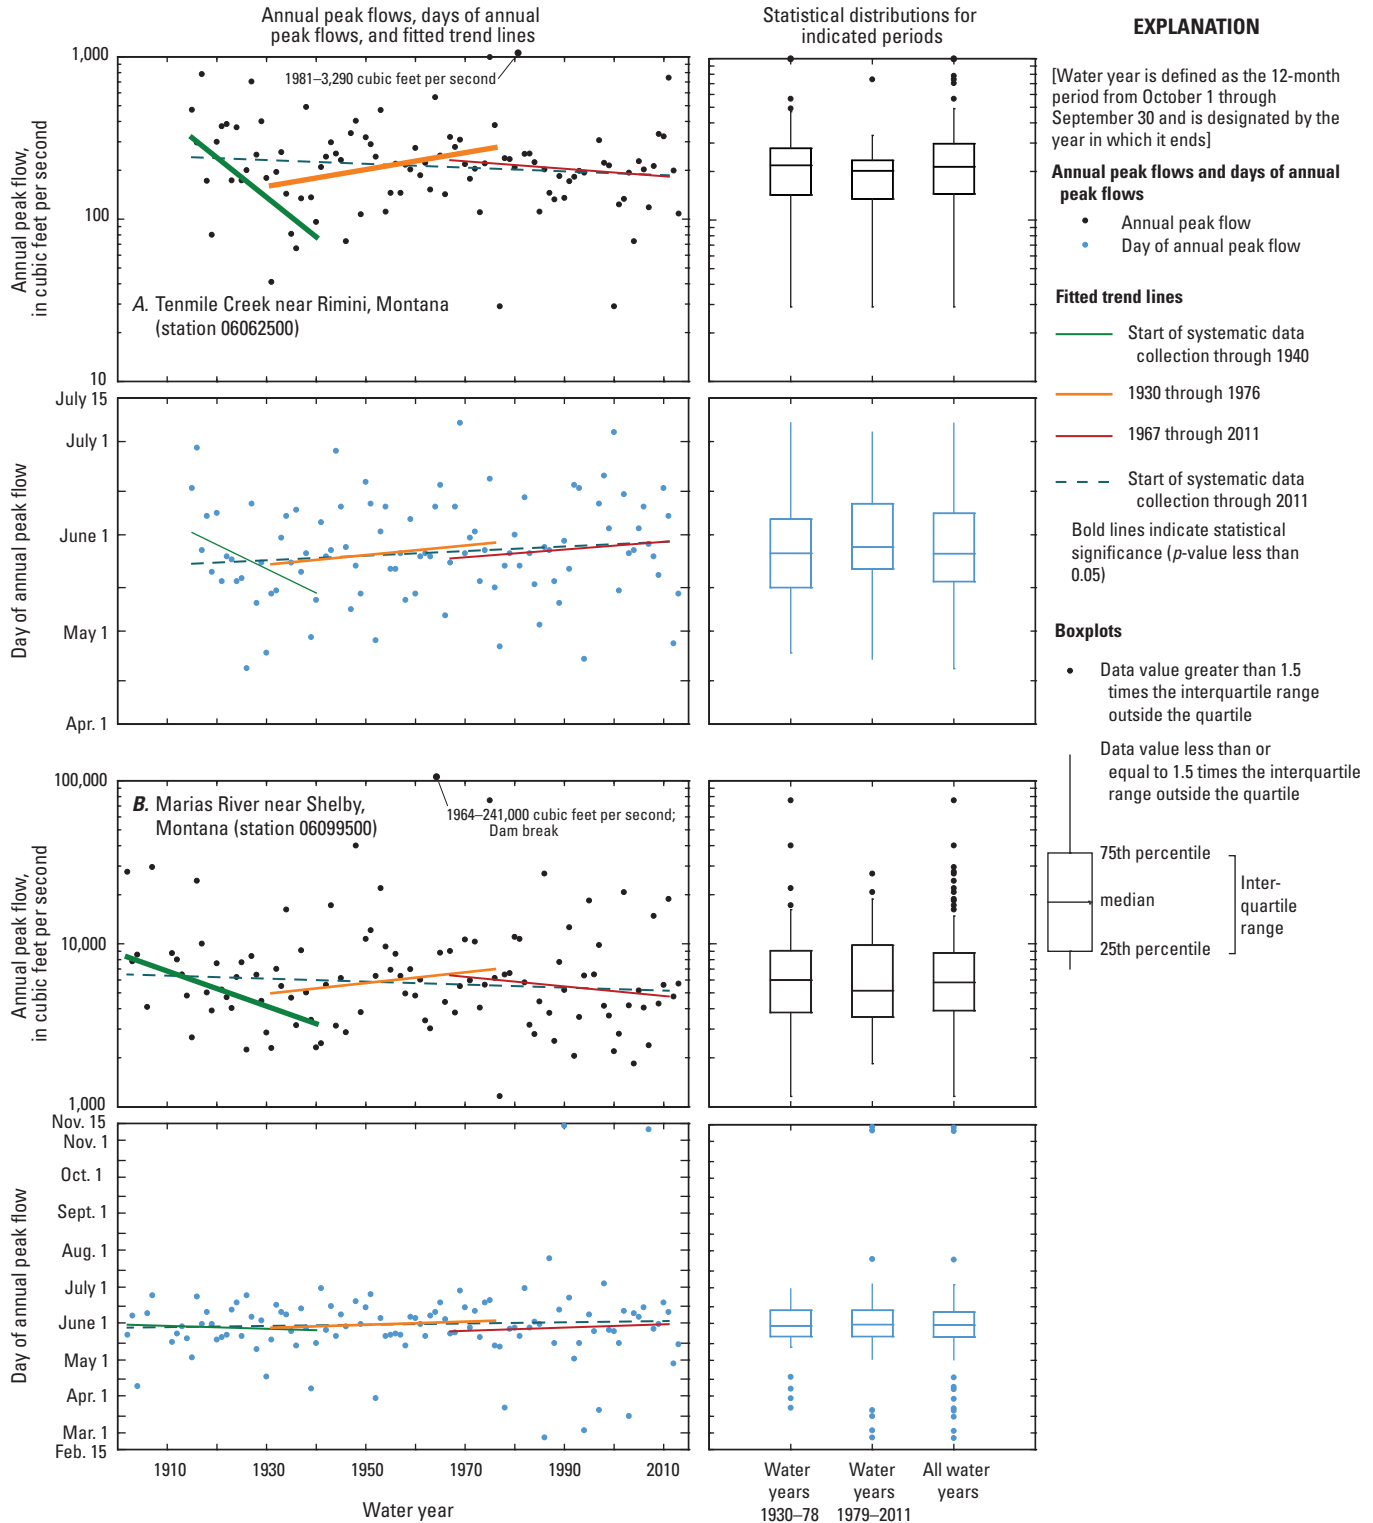 Annual peak flows, days of annual
peak flows, and fitted trend lines
Statistical distributions for
indicated periods
EXPLANATION
[Water year is defined as the 12-month
period from October 1 through
September 30 and is designated by the
year in which it ends]
Annual peak flows and days of annual
peak flows
Annual peak flow
Day of annual peak flow
Fitted trend lines
Start of systematic data
collection through 1940
1930 through 1976
1967 through 2011
Start of systematic data
collection through 2011
Bold lines indicate statistical
significance (p-value less than
0.05)
Boxplots
Data value greater than 1.5
times the interquartile range
outside the quartile
Data value less than or
equal to 1.5 times the interquartile
range outside the quartile
75th percentile
median
25th percentile
Inter-
quartile
range
Annual peak flow,
in cubic feet per second
1,000
100
10
1981–3,290 cubic feet per second
A. Tenmile Creek near Rimini, Montana
(station 06062500)
Day of annual peak flow
July 15
July 1
June 1
May 1
Apr. 1
Annual peak flow,
in cubic feet per second
100,000
10,000
1,000
B. Marias River near Shelby,
Montana (station 06099500)
1964–241,000 cubic feet per second;
Dam break
Day of annual peak flow
Nov. 15
Nov. 1
Oct. 1
Sept. 1
Aug. 1
July 1
June 1
May 1
Apr. 1
Mar. 1
Feb. 15
1910 1930 1950 1970 1990 2010
Water year
Water
years
1930–78
Water
years
1979–2011
All water
years